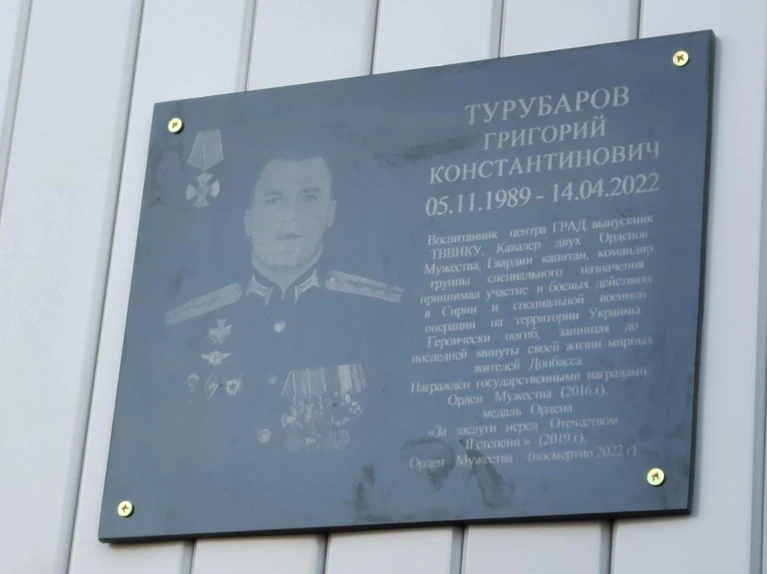 ТУРУБАРОВ
ГРИГОРИЙ
КОНСТАНТИНОВИЧ
05.11.1989 - 14.04.2022
Воспитанник центра ГРАД, выпускник
ТВВИКУ, Кавалер двух Орденов
Мужества, Гвардии капитан, командир
группы специального назначения
принимал участие в боевых действиях
в Сирии и специальной военной
операции на территории Украины.
Героически погиб, защищая до
последней минуты своей жизни мирных
жителей Донбасса
Награждён государственными наградами
Орден Мужества (2016 г),
медаль Ордена
«За заслуги перед Отечеством
II степени» (2019 г),
Орден Мужества (посмертно 2022 г)